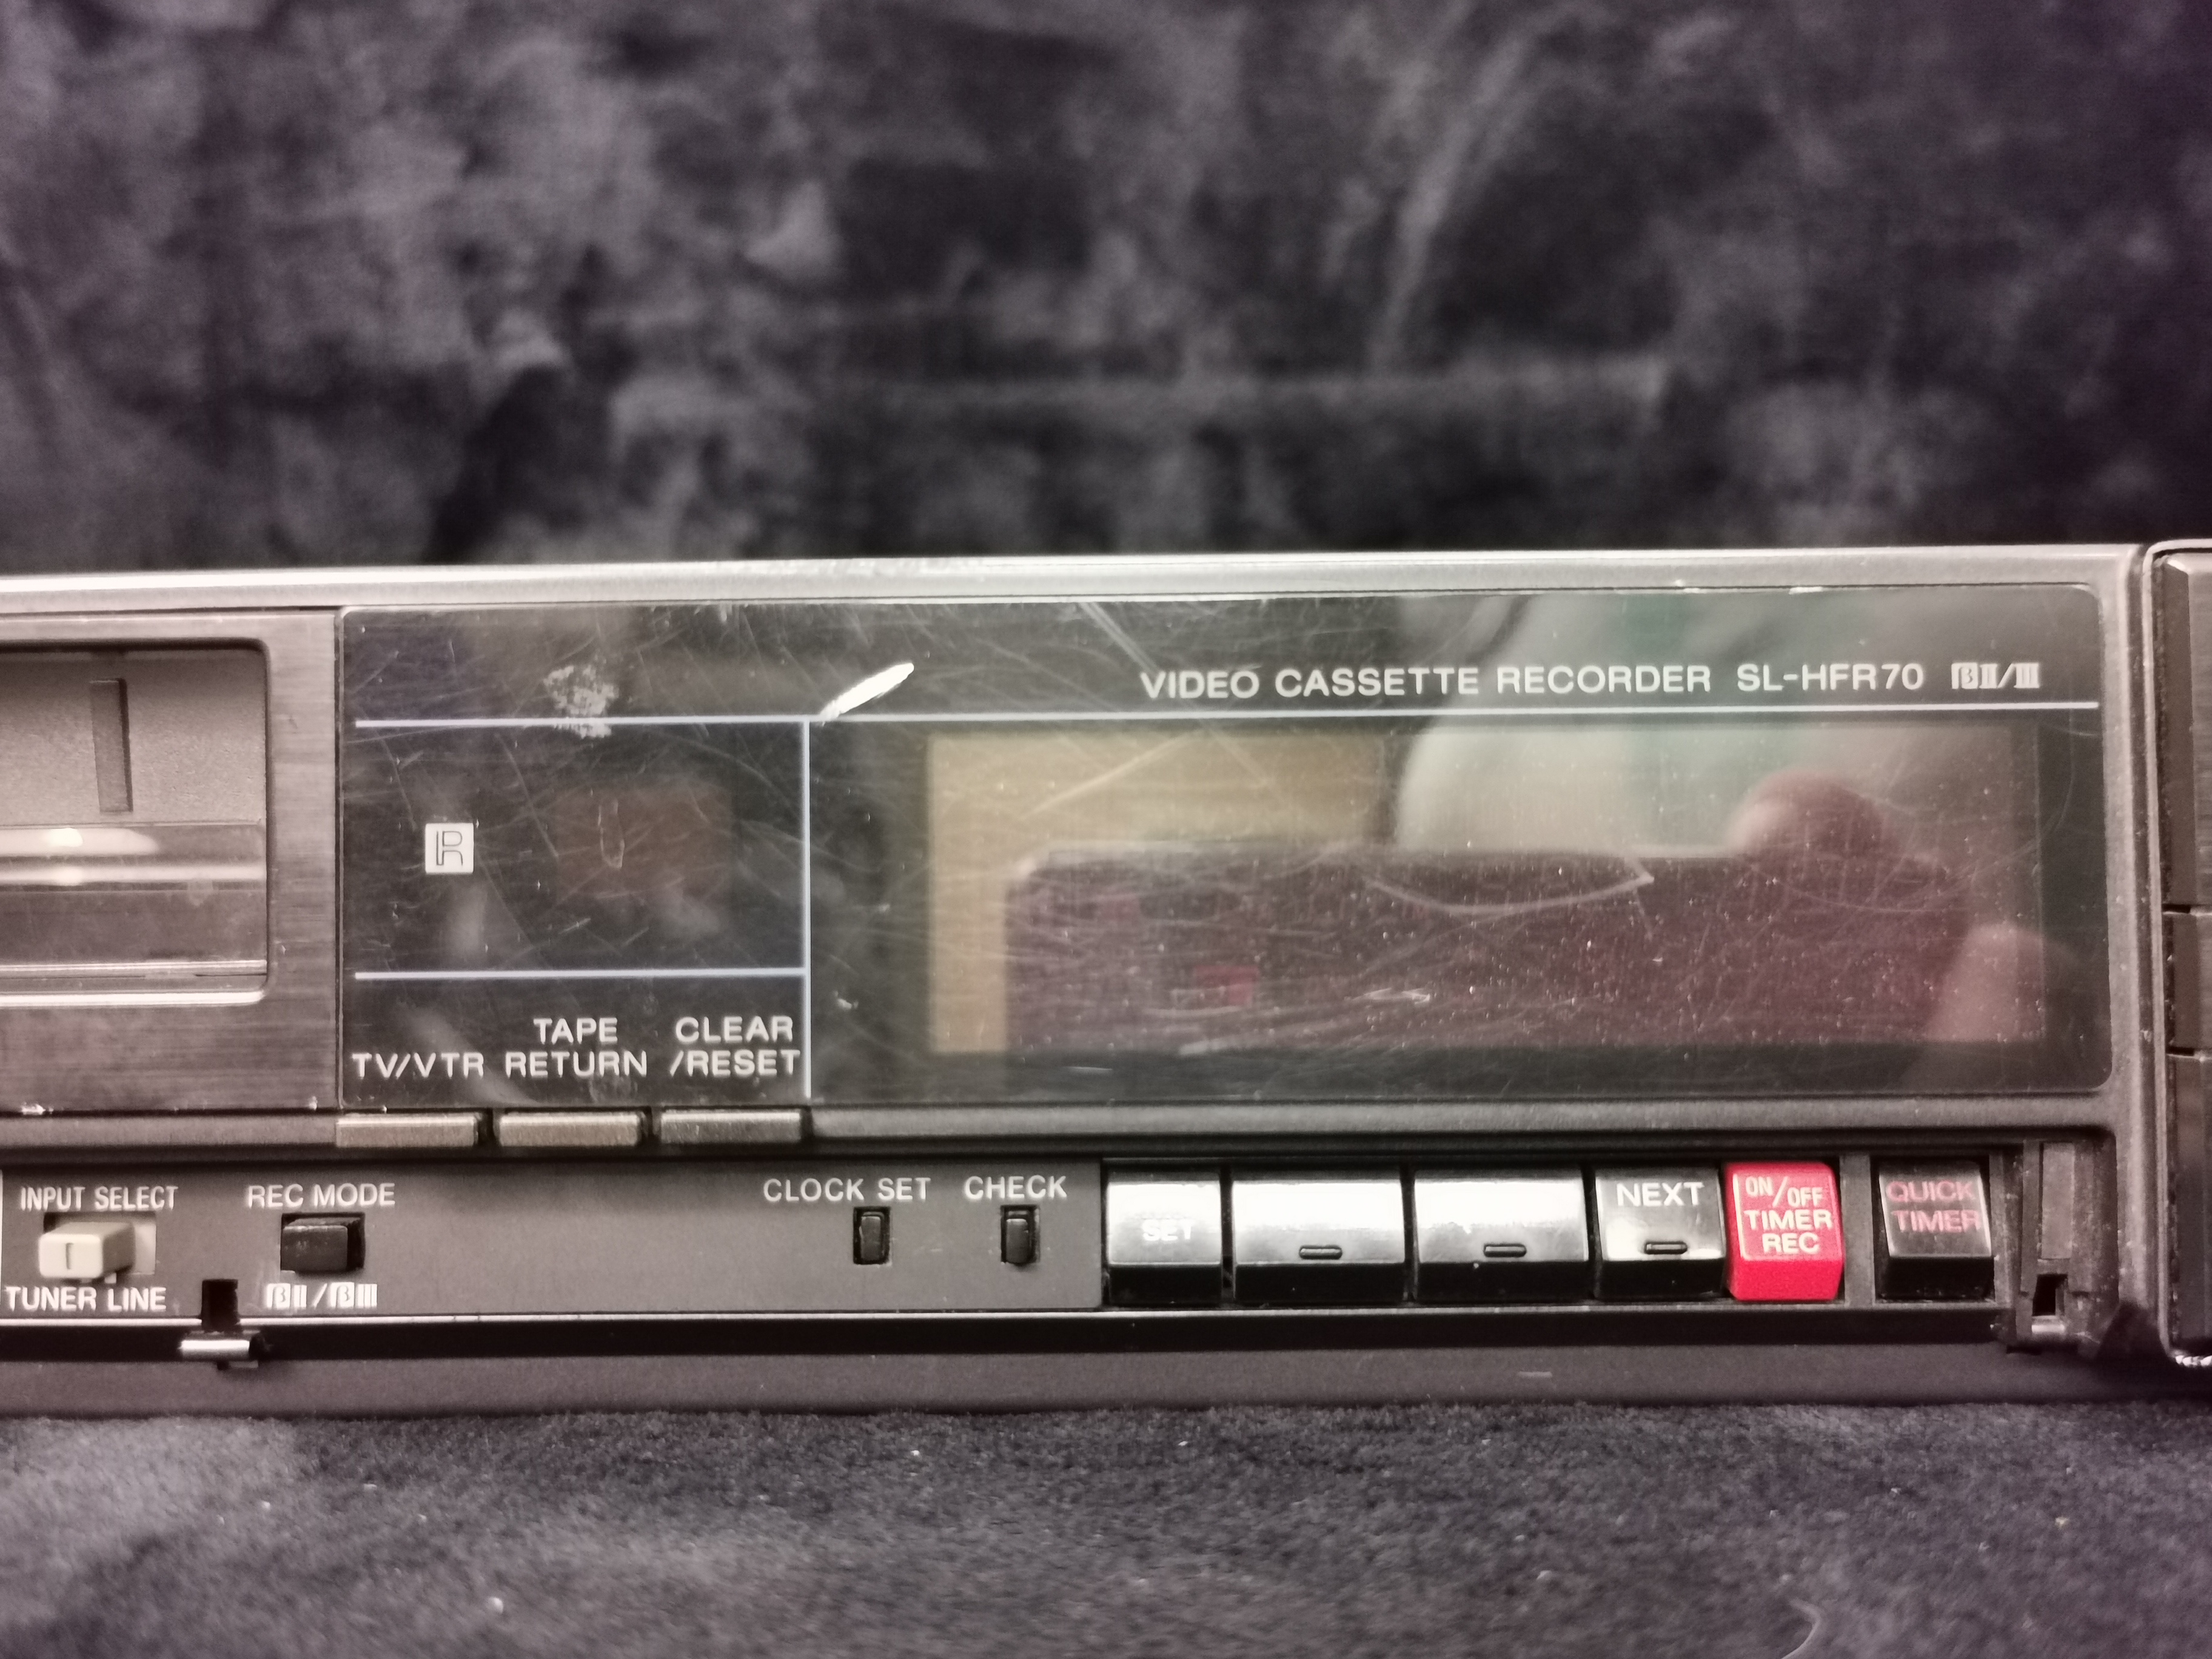 VIDEO CASSETTE RECORDER SL-HFR70 βII/III
R
TV/VTR
TAPE RETURN
CLEAR /RESET
INPUT SELECT
TUNER LINE
REC MODE
βII/βIII
CLOCK SET
CHECK
SET
NEXT
ON/OFF
TIMER
REC
QUICK
TIMER